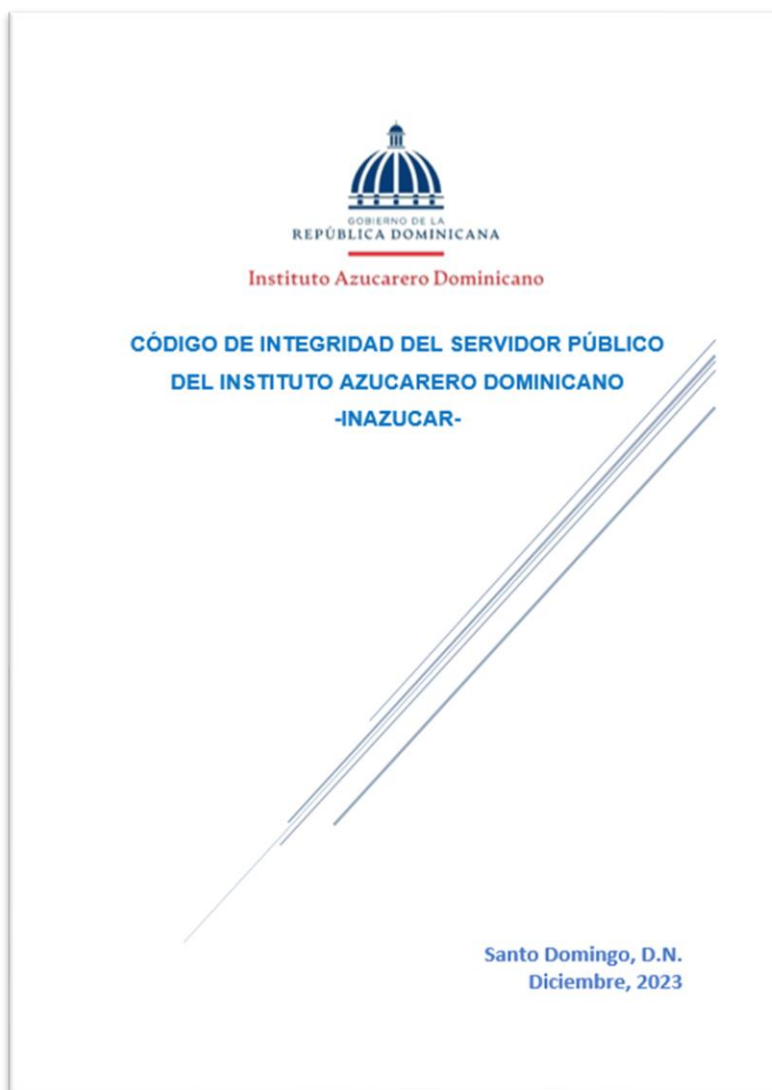 GOBIERNO DE LA
REPÚBLICA DOMINICANA
Instituto Azucarero Dominicano
CÓDIGO DE INTEGRIDAD DEL SERVIDOR PÚBLICO
DEL INSTITUTO AZUCARERO DOMINICANO
-INAZUCAR-
Santo Domingo, D.N.
Diciembre, 2023